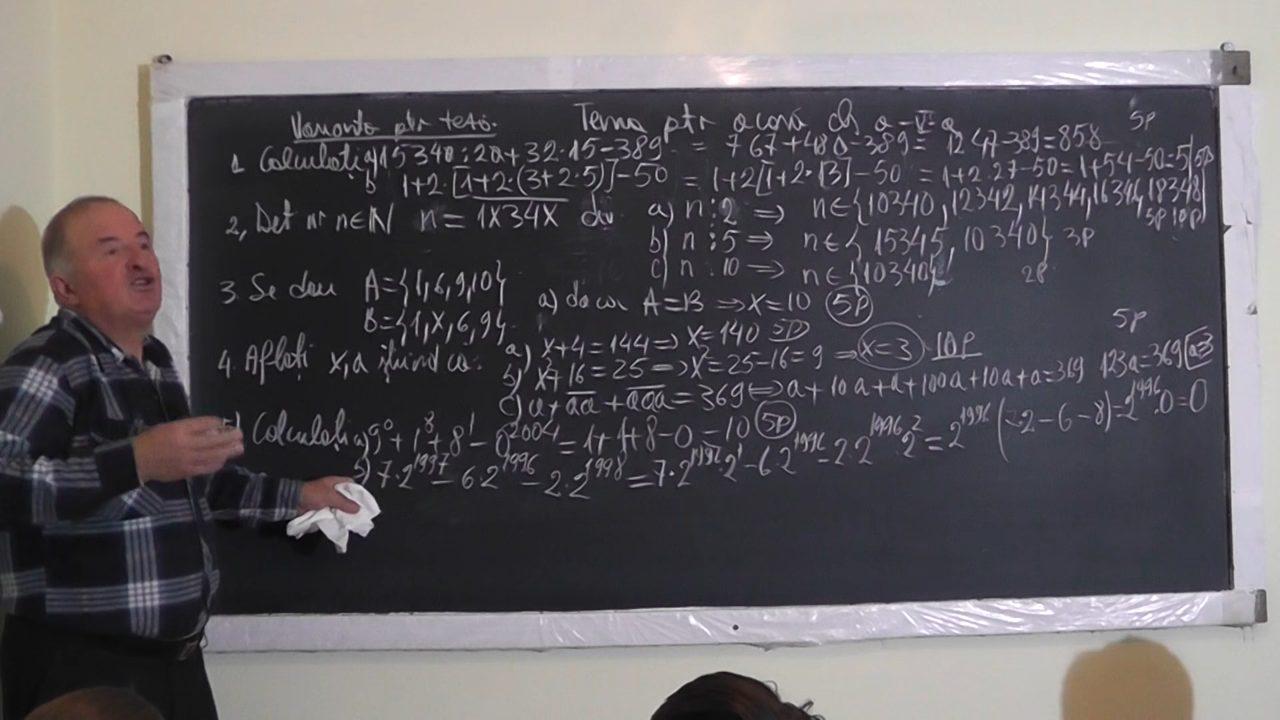 Varianta ptr teză. Tema ptr acasă cls a-V-a
1. Calculați a) 15340:20+32·15-389 = 767+480-389 = 1247-389=858 5p
b) 1+2·[1+2·(3+2·5)]-50 = 1+2[1+2·13]-50 = 1+2·27-50=1+54-50=5 5p
2, Det nr n∈ℕ n = 1x34x a) n:2 ⇒ n∈{10340,12342,14344,16346,18348} 5p 10p
b) n:5 ⇒ n∈{15345,10340} 3p
c) n:10 ⇒ n∈{10340} 2p
3. Se dau A={1,6,9,10} a) A=B ⇒x=10 5P
B={1,x,6,9}
4. Aflați x,a știind că: a) x+4=144⇒x=140 5p
b) x²+16=25 ⇒x²=25-16=9 ⇒x=3 10p
c) a+aa+aaa=369⇔a+10a+a+100a+10a+a=369 123a=369 a=3 5p
5) Calculați a) 9⁰+1⁸+8¹-0²⁰⁰⁴=1+1+8-0=10 5p
b) 7·2¹⁹⁹⁷-6·2¹⁹⁹⁶-2·2¹⁹⁹⁸=7·2¹⁹⁹⁶·2¹-6·2¹⁹⁹⁶-2·2¹⁹⁹⁶·2²=2¹⁹⁹⁶( -6-8)=2¹⁹⁹⁶·0=0